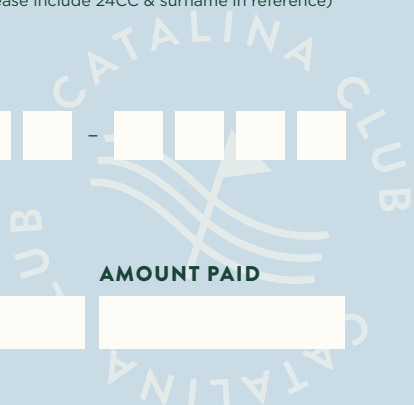 ease include 24CC & surname in reference)
CATALINA CLUB
–
AMOUNT PAID
CATALINA CLUB